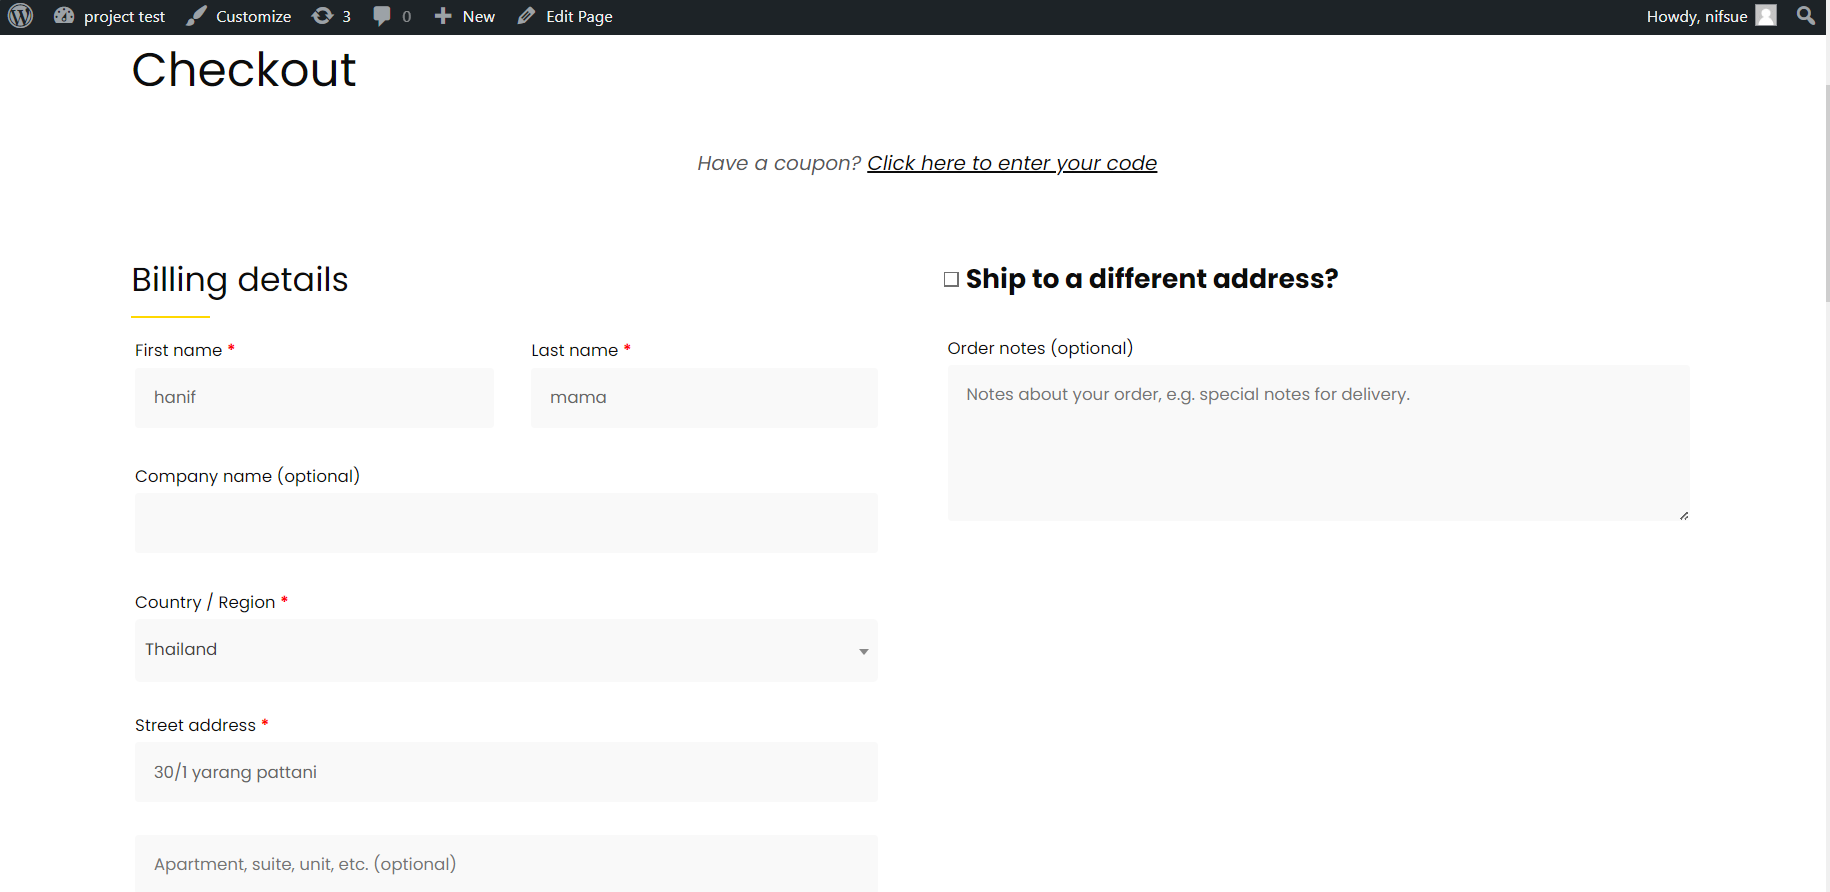 project test Customize 3 0 New Edit Page Howdy, nifsue
Checkout
Have a coupon? Click here to enter your code
Billing details
First name * Last name *
hanif mama
Company name (optional)
Country / Region *
Thailand
Street address *
30/1 yarang pattani
Apartment, suite, unit, etc. (optional)
Ship to a different address?
Order notes (optional)
Notes about your order, e.g. special notes for delivery.